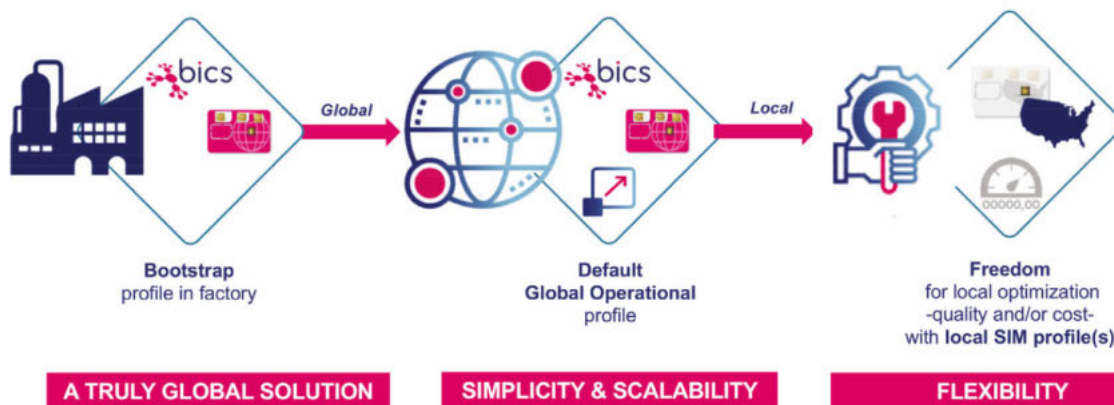 bics
Global
bics
Local
00000,00
Bootstrap
profile in factory
Default
Global Operational
profile
Freedom
for local optimization
-quality and/or cost-
with local SIM profile(s)
A TRULY GLOBAL SOLUTION
SIMPLICITY & SCALABILITY
FLEXIBILITY